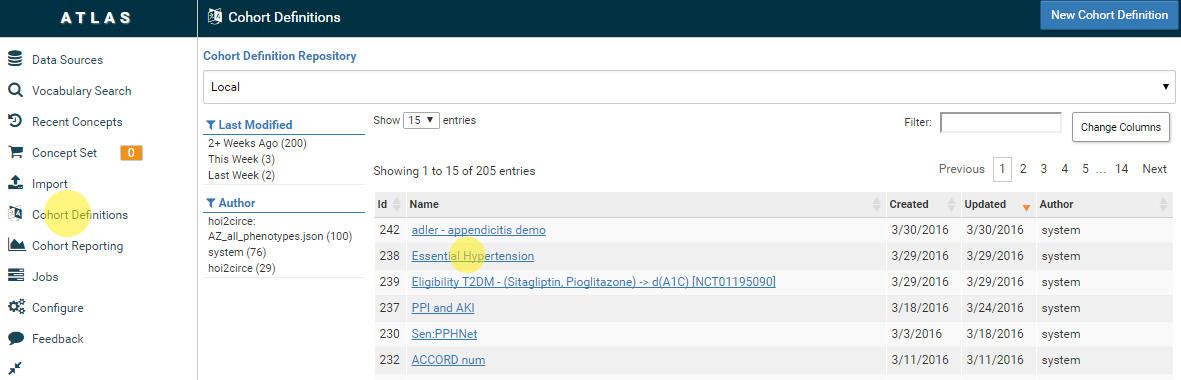 ATLAS
Cohort Definitions
New Cohort Definition
Data Sources
Vocabulary Search
Recent Concepts
Concept Set 0
Import
Cohort Definitions
Cohort Reporting
Jobs
Configure
Feedback
Cohort Definition Repository
Local
Last Modified
2+ Weeks Ago (200)
This Week (3)
Last Week (2)
Author
hoi2circe:
AZ_all_phenotypes.json (100)
system (76)
hoi2circe (29)
Show 15 entries
Filter:
Change Columns
Showing 1 to 15 of 205 entries
Previous 1 2 3 4 5 ... 14 Next
Id Name Created Updated Author
242 adler - appendicitis demo 3/30/2016 3/30/2016 system
238 Essential Hypertension 3/29/2016 3/29/2016 system
239 Eligibility T2DM - (Sitagliptin, Pioglitazone) -> d(A1C) [NCT01195090] 3/29/2016 3/29/2016 system
237 PPI and AKI 3/18/2016 3/24/2016 system
230 Sen:PPHNet 3/3/2016 3/18/2016 system
232 ACCORD num 3/11/2016 3/11/2016 system